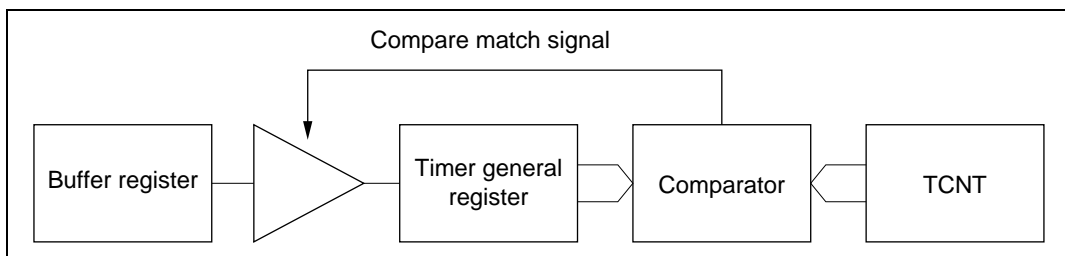 Compare match signal
Buffer register
Timer general
register
Comparator
TCNT